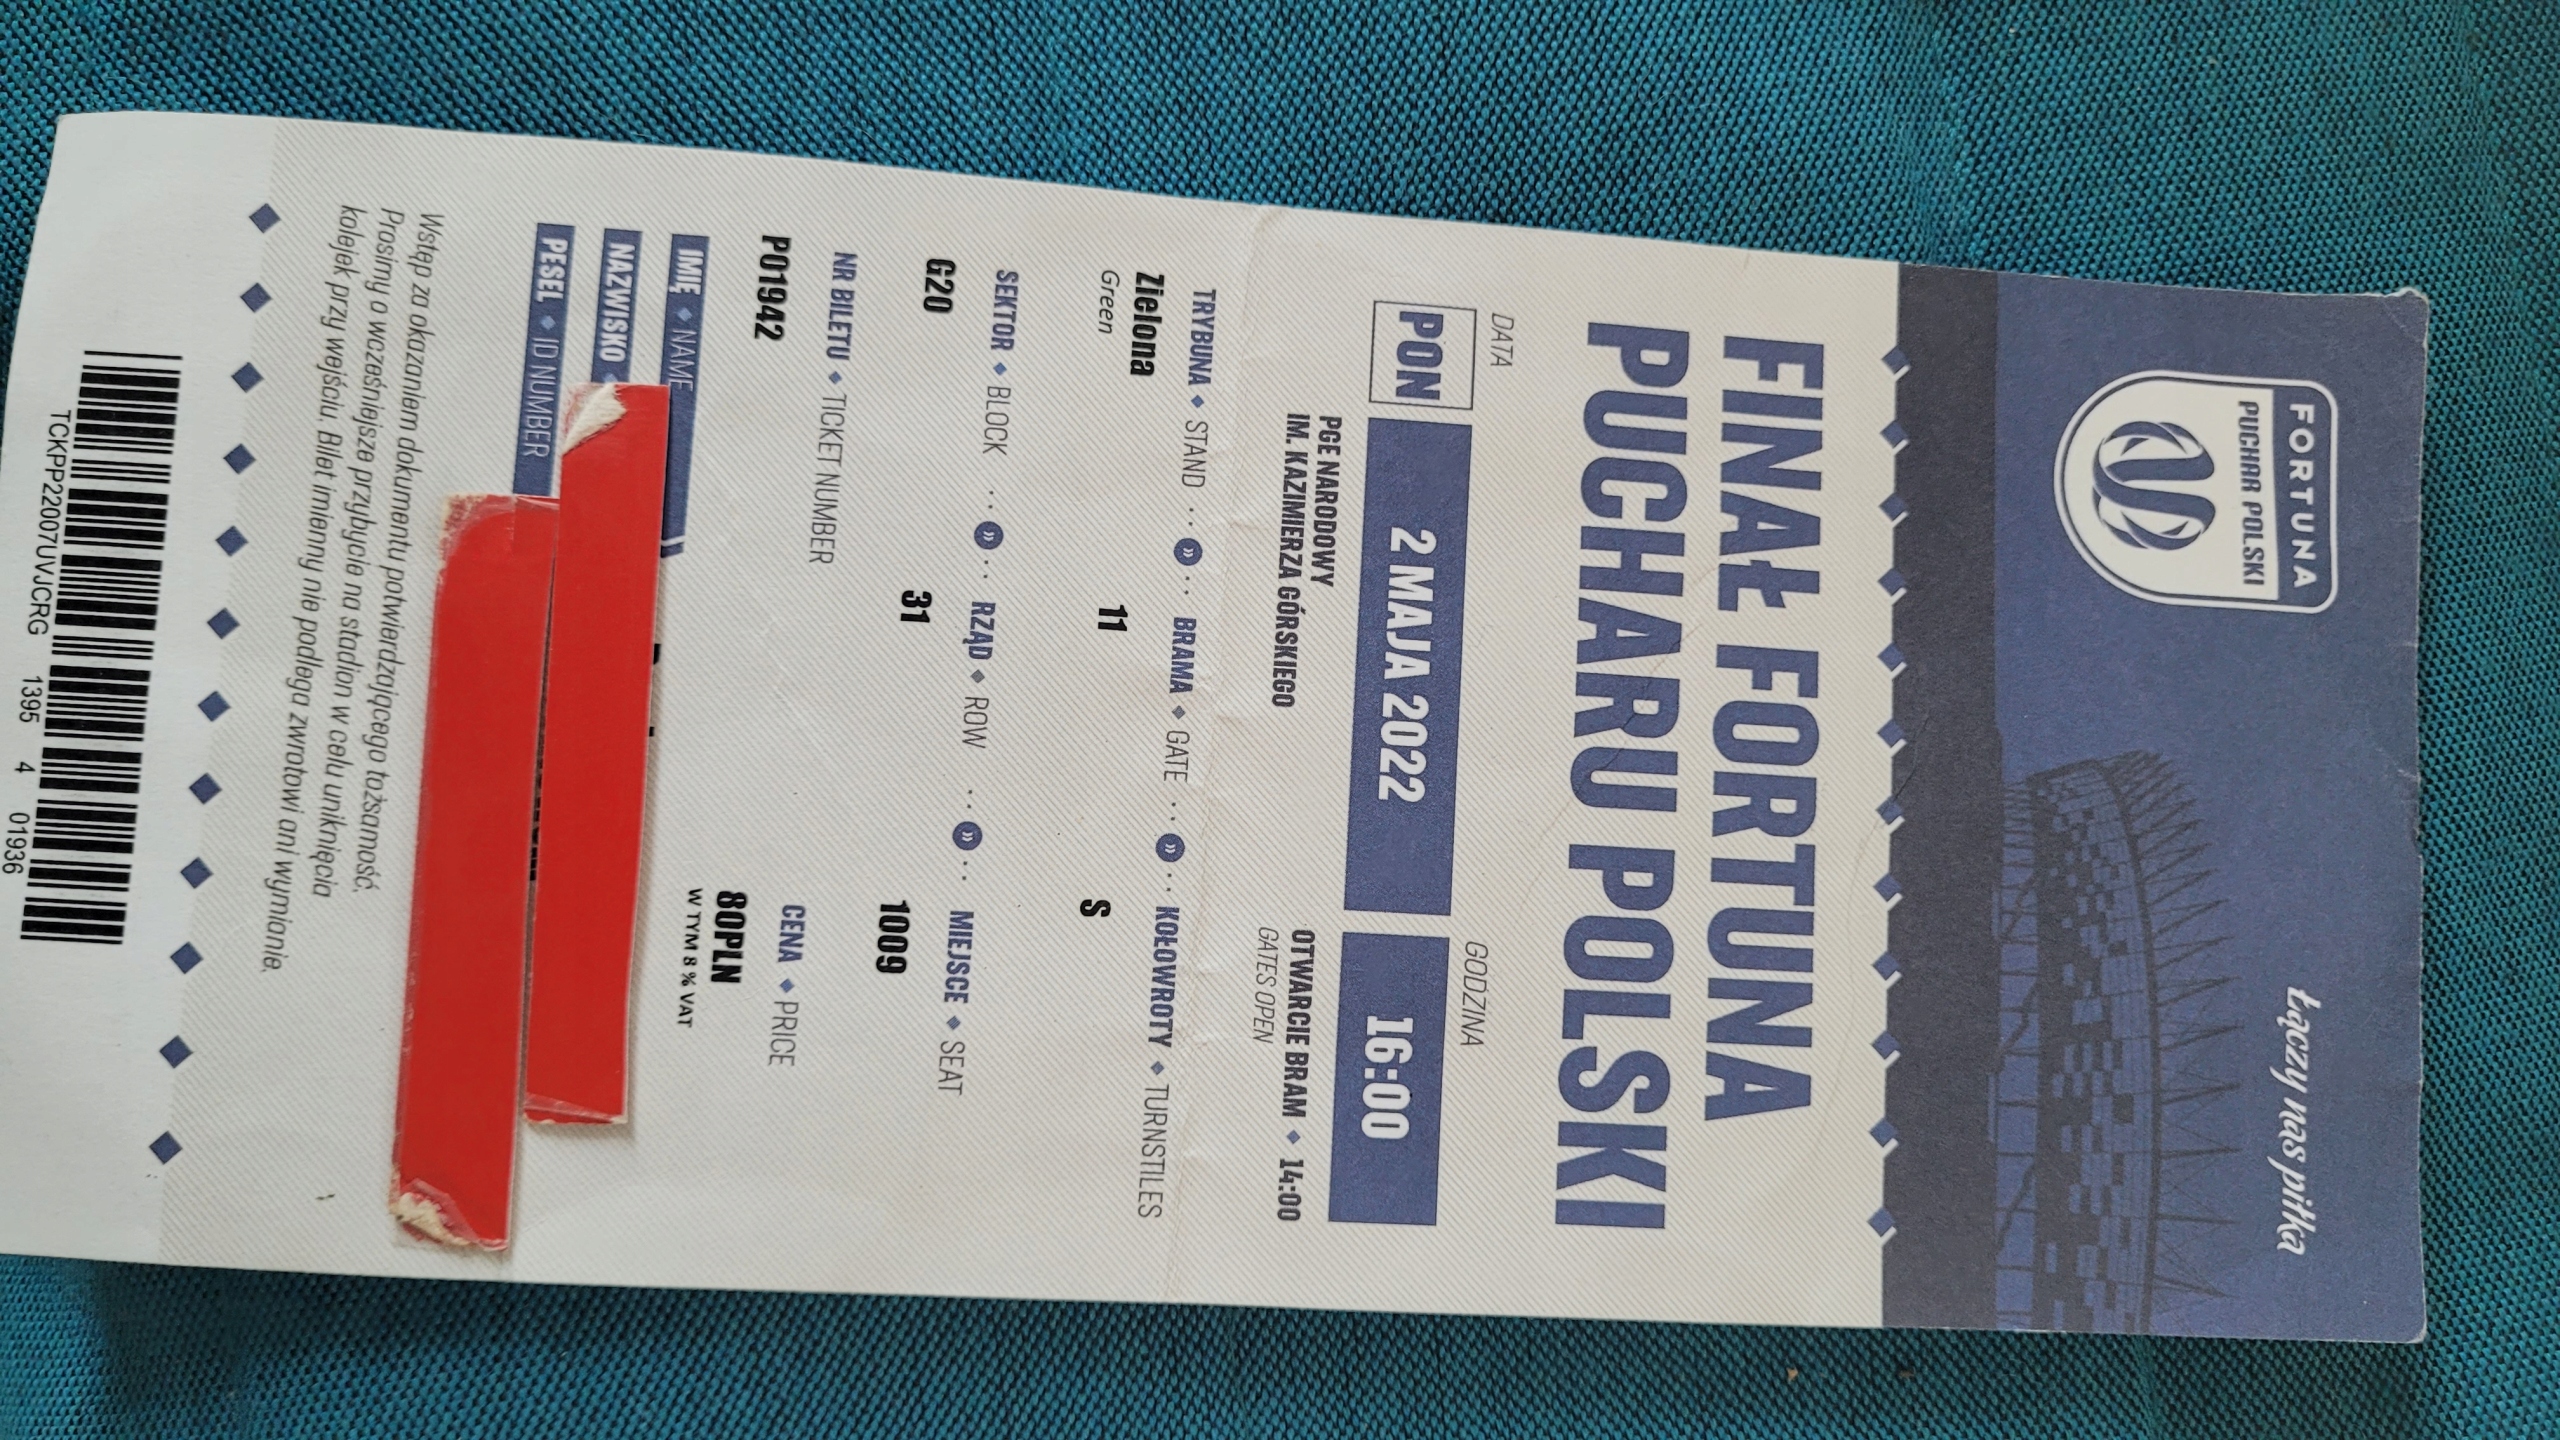 FORTUNA
PUCHAR POLSKI
Łączy nas piłka
FINAŁ FORTUNA
PUCHARU POLSKI
DATA
GODZINA
PON
2 MAJA 2022
16:00
PGE NARODOWY
IM. KAZIMIERZA GÓRSKIEGO
OTWARCIE BRAM ◆ 14:00
GATES OPEN
TRYBUNA ◆ STAND ··»·· BRAMA ◆ GATE ··»·· KOŁOWROTY ◆ TURNSTILES
Zielona 11 S
Green
SEKTOR ◆ BLOCK ··»·· RZĄD ◆ ROW ··»·· MIEJSCE ◆ SEAT
G20 31 1009
NR BILETU ◆ TICKET NUMBER
CENA ◆ PRICE
P01942
80PLN
W TYM 8 % VAT
IMIĘ ◆ NAME
NAZWISKO
PESEL ◆ ID NUMBER
Wstęp za okazaniem dokumentu potwierdzającego tożsamość.
Prosimy o wcześniejsze przybycie na stadion w celu uniknięcia
kolejek przy wejściu. Bilet imienny nie podlega zwrotowi ani wymianie.
TCKPP22007UVJCRG 1395 4 01936